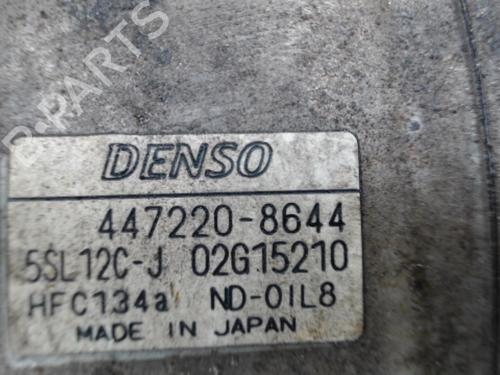 B-PARTS
DENSO
447220-8644
5SL12C-J 02G15210
HFC134a ND-OIL8
MADE IN JAPAN